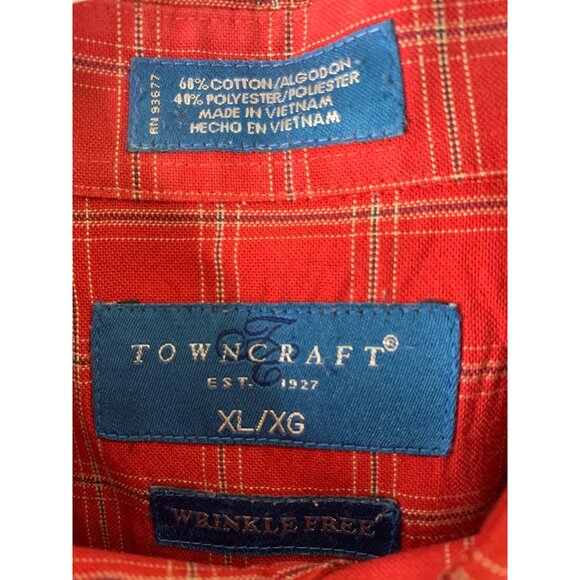 RN 93677
60% COTTON/ALGODON
40% POLYESTER/POLIESTER
MADE IN VIETNAM
HECHO EN VIETNAM
TOWNCRAFT®
EST. 1927
XL/XG
WRINKLE FREE